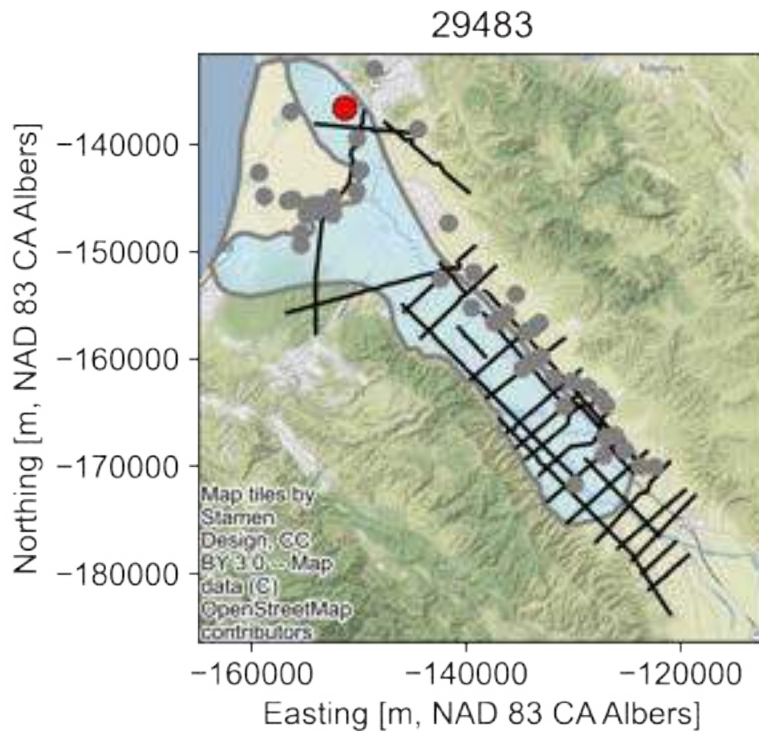 29483
Northing [m, NAD 83 CA Albers]
−140000
−150000
−160000
−170000
−180000
Map tiles by
Stamen
Design, CC
BY 3.0 -- Map
data (C)
OpenStreetMap
contributors
−160000
−140000
−120000
Easting [m, NAD 83 CA Albers]